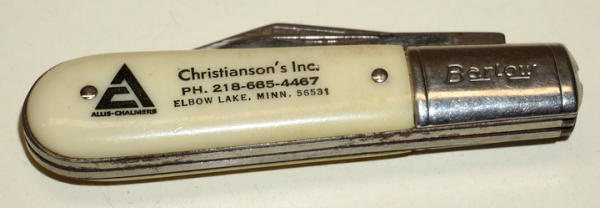 Christianson's Inc.
PH. 218-685-4467
ELBOW LAKE, MINN. 56531
ALLIS-CHALMERS
Barlow